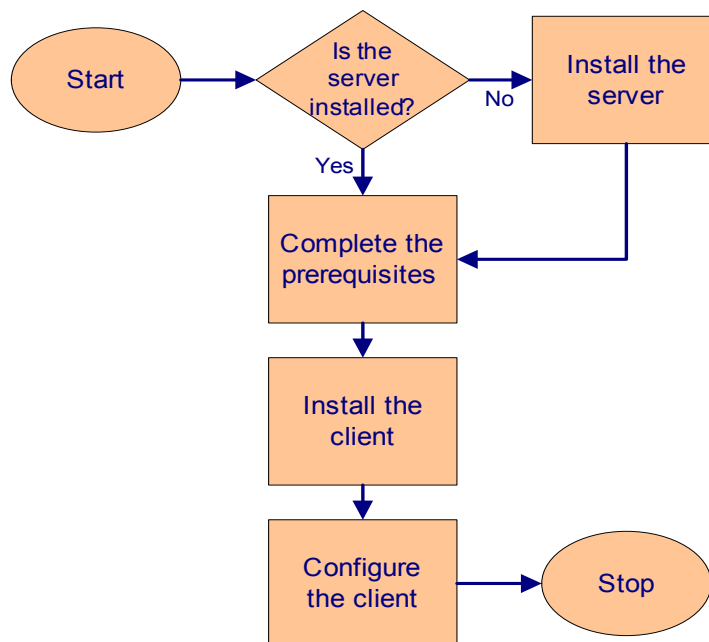 Start
Is the
server
installed?
No
Install the
server
Yes
Complete the
prerequisites
Install the
client
Configure
the client
Stop